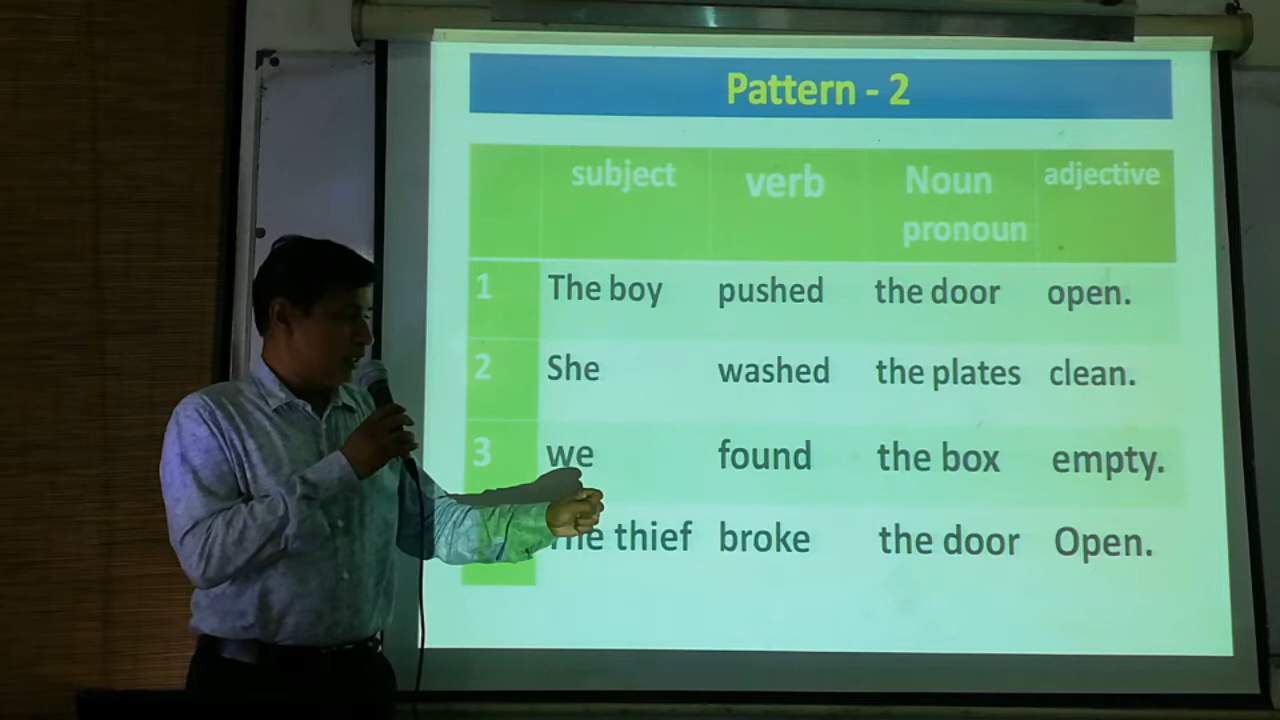 Pattern - 2
subject verb Noun pronoun adjective
1 The boy pushed the door open.
2 She washed the plates clean.
3 we found the box empty.
The thief broke the door Open.